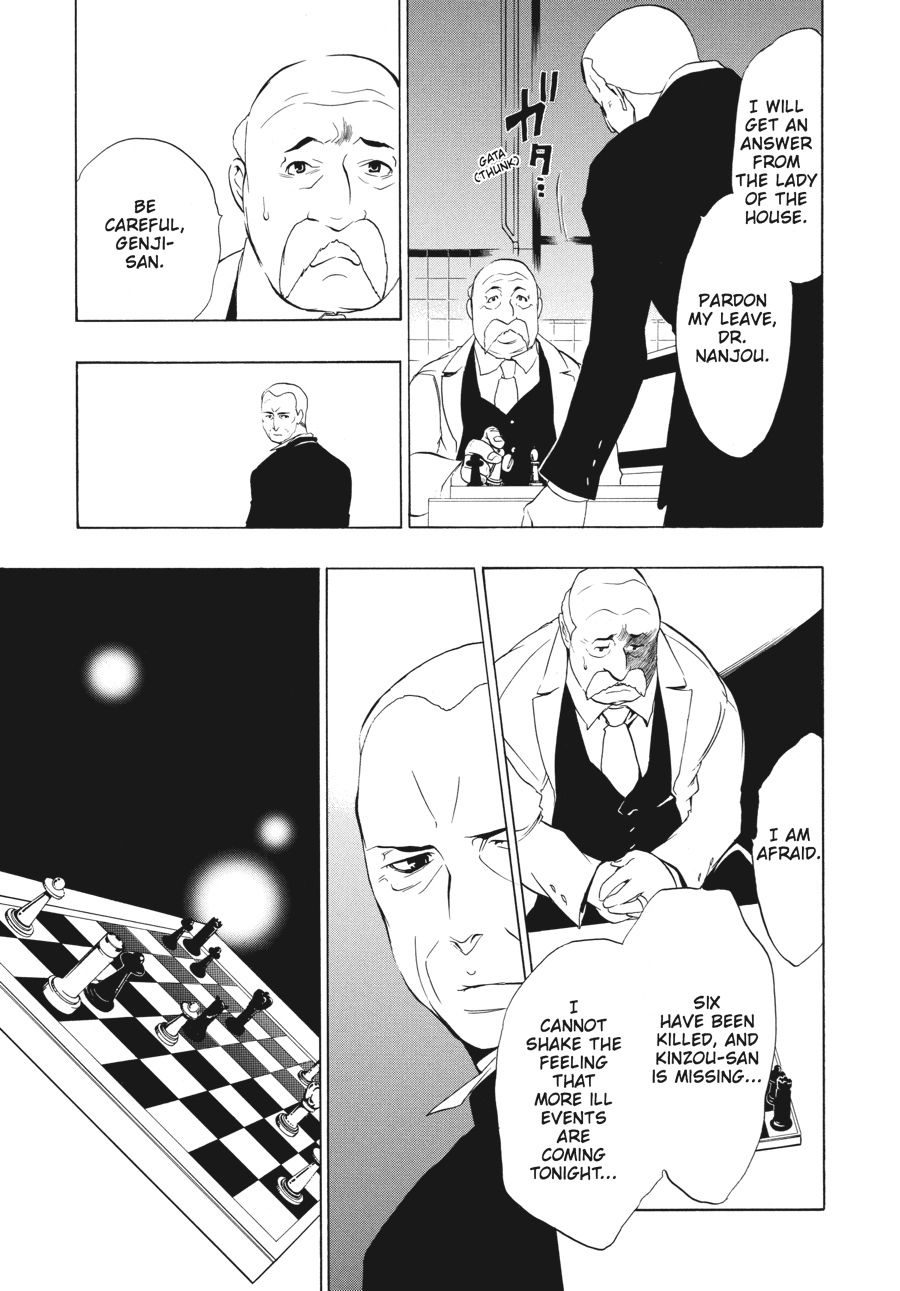 I WILL
GET AN
ANSWER
FROM
THE LADY
OF THE
HOUSE.
PARDON
MY LEAVE,
DR.
NANJOU.
ガタ…
GATA
(THUNK)
BE
CAREFUL,
GENJI-
SAN.
I AM
AFRAID.
SIX
HAVE BEEN
KILLED, AND
KINZOU-SAN
IS MISSING...
I
CANNOT
SHAKE THE
FEELING
THAT
MORE ILL
EVENTS
ARE
COMING
TONIGHT...